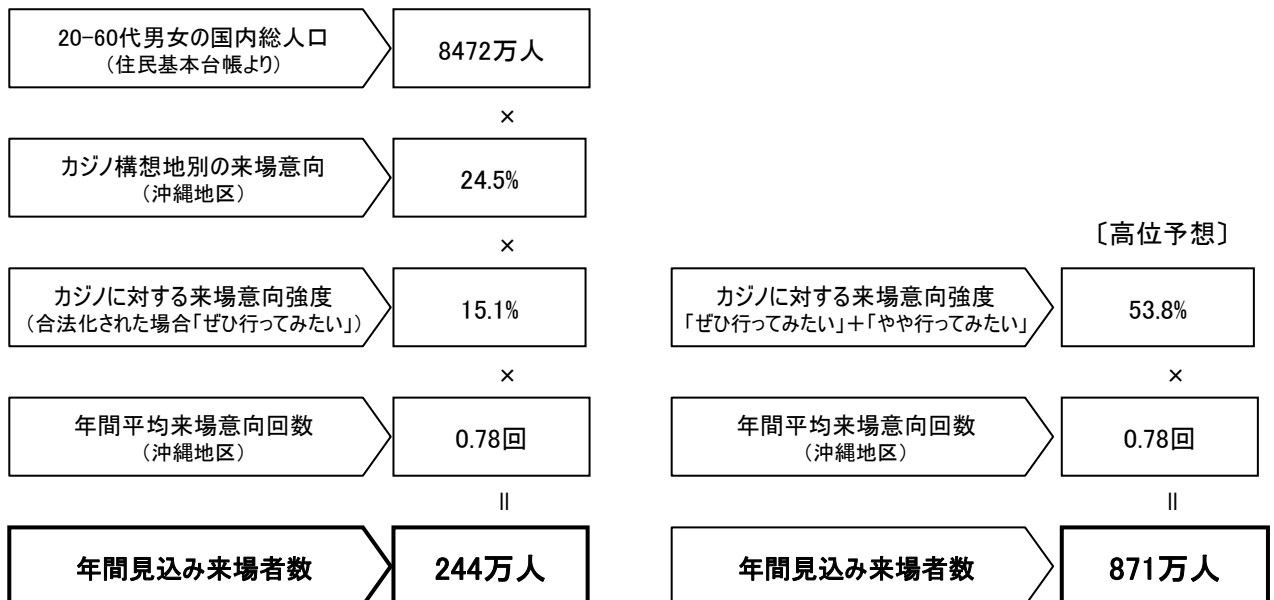 20-60代男女の国内総人口
（住民基本台帳より）
8472万人
×
カジノ構想地別の来場意向
（沖縄地区）
24.5%
×
カジノに対する来場意向強度
（合法化された場合「ぜひ行ってみたい」）
15.1%
×
年間平均来場意向回数
（沖縄地区）
0.78回
=
年間見込み来場者数
244万人
〔高位予想〕
カジノに対する来場意向強度
「ぜひ行ってみたい」＋「やや行ってみたい」
53.8%
×
年間平均来場意向回数
（沖縄地区）
0.78回
=
年間見込み来場者数
871万人